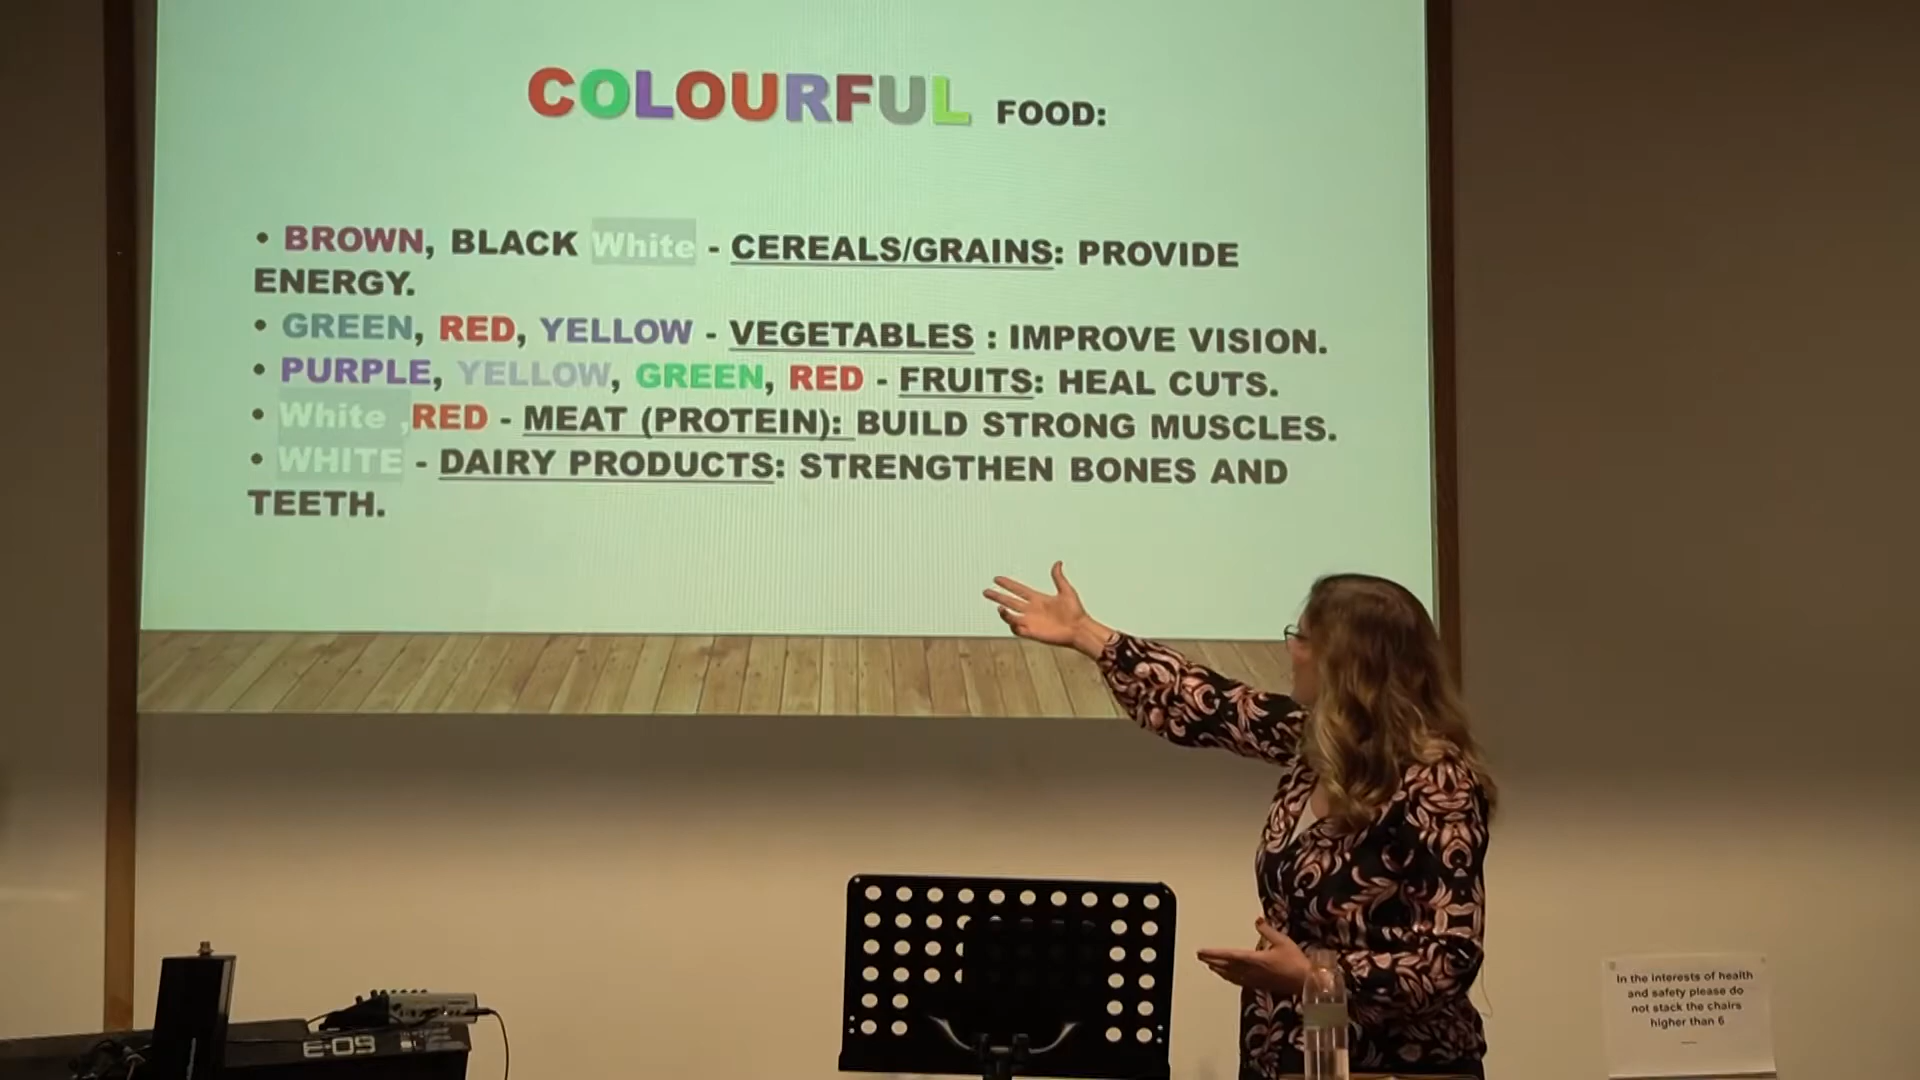 COLOURFUL FOOD:
• BROWN, BLACK White - CEREALS/GRAINS: PROVIDE
ENERGY.
• GREEN, RED, YELLOW - VEGETABLES : IMPROVE VISION.
• PURPLE, YELLOW, GREEN, RED - FRUITS: HEAL CUTS.
• White ,RED - MEAT (PROTEIN): BUILD STRONG MUSCLES.
• WHITE - DAIRY PRODUCTS: STRENGTHEN BONES AND
TEETH.
E-09
In the interests of health
and safety please do
not stack the chairs
higher than 6